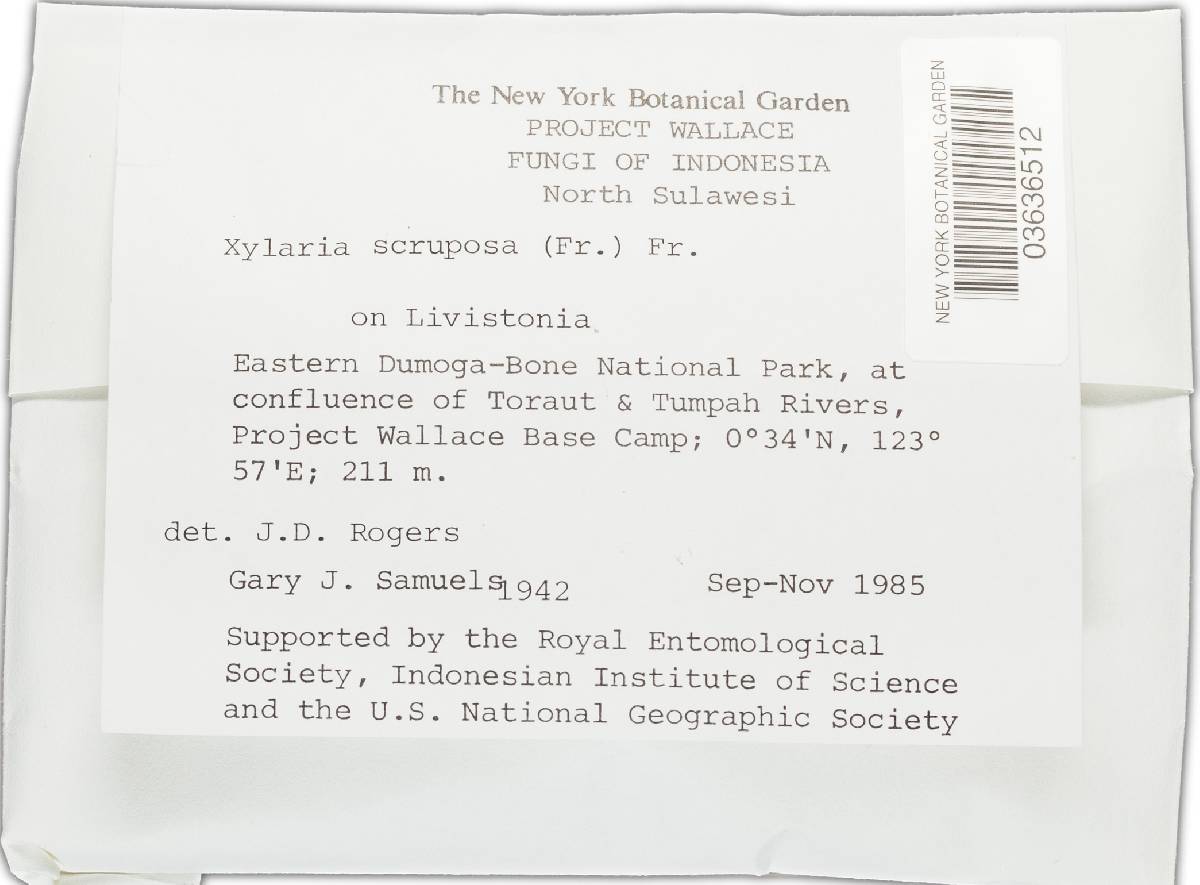 The New York Botanical Garden
PROJECT WALLACE
FUNGI OF INDONESIA
North Sulawesi
Xylaria scruposa (Fr.) Fr.
on Livistonia
Eastern Dumoga-Bone National Park, at
confluence of Toraut & Tumpah Rivers,
Project Wallace Base Camp; 0°34'N, 123°
57'E; 211 m.
det. J.D. Rogers
Gary J. Samuels 1942 Sep-Nov 1985
Supported by the Royal Entomological
Society, Indonesian Institute of Science
and the U.S. National Geographic Society
NEW YORK BOTANICAL GARDEN
03636512